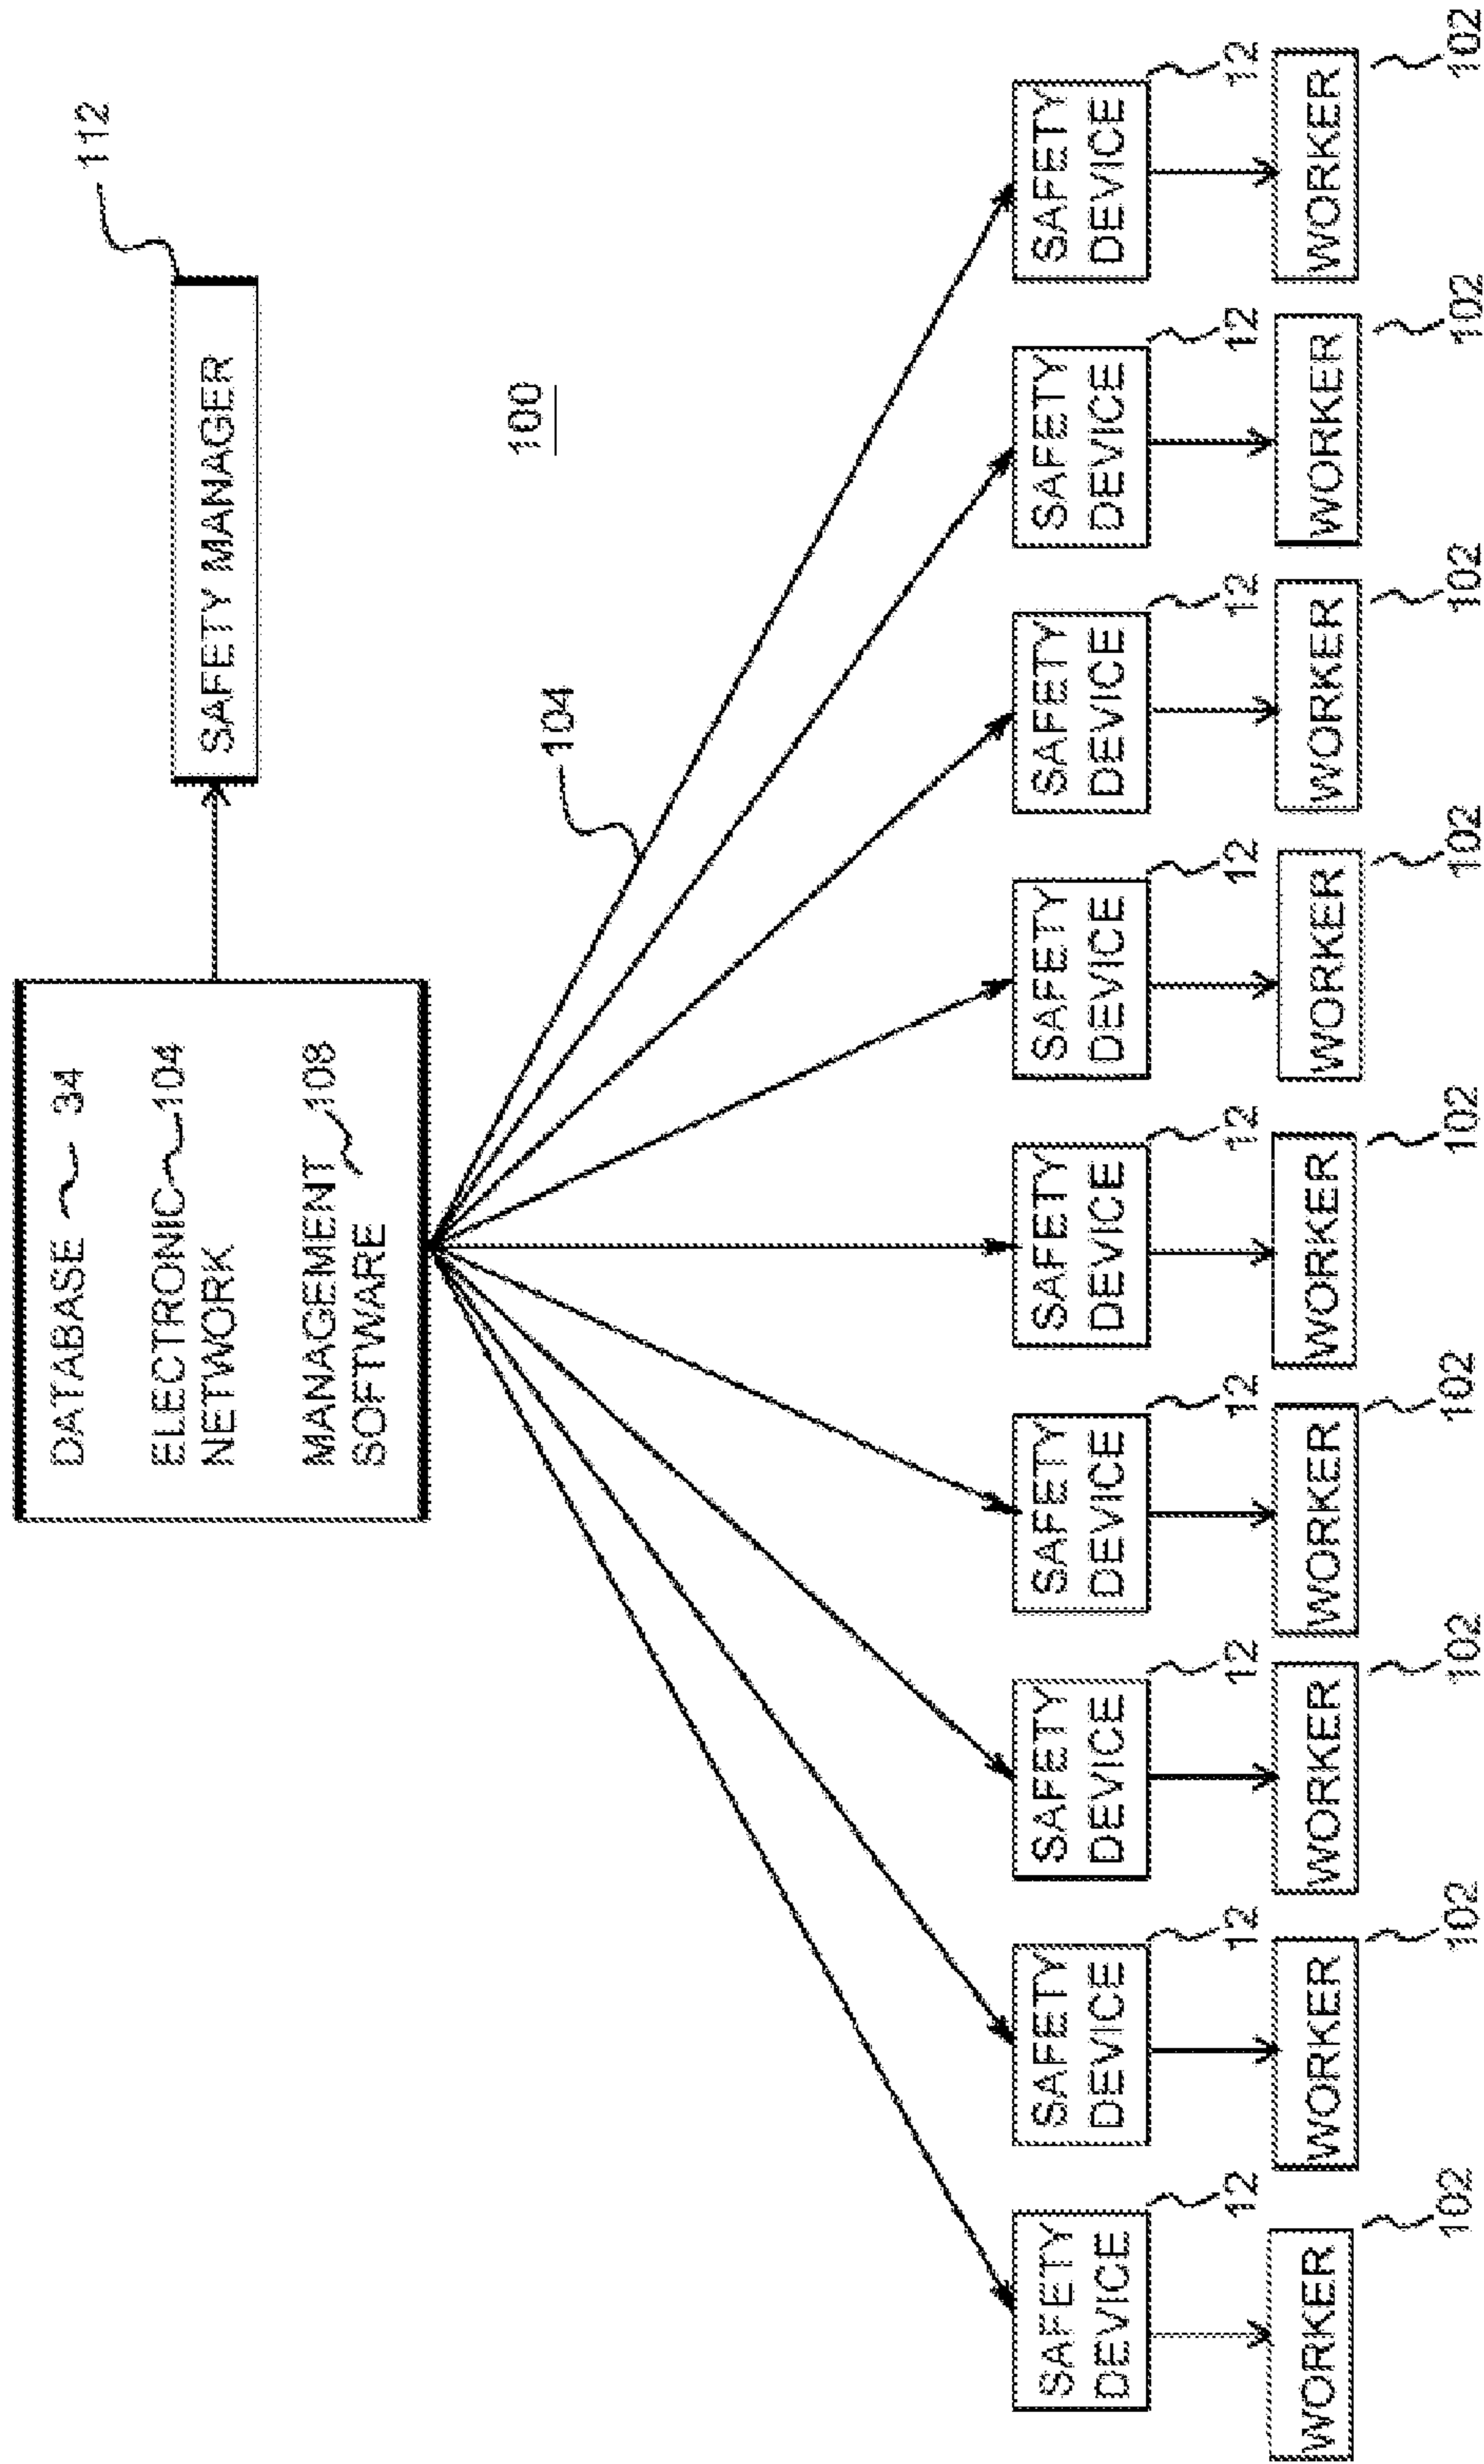 DATABASE 34
ELECTRONIC 104
NETWORK
MANAGEMENT 108
SOFTWARE
112
SAFETY MANAGER
100
104
SAFETY
DEVICE
12
SAFETY
DEVICE
12
SAFETY
DEVICE
12
SAFETY
DEVICE
12
SAFETY
DEVICE
12
SAFETY
DEVICE
12
SAFETY
DEVICE
12
SAFETY
DEVICE
12
SAFETY
DEVICE
12
WORKER
102
WORKER
102
WORKER
102
WORKER
102
WORKER
102
WORKER
102
WORKER
102
WORKER
102
WORKER
102